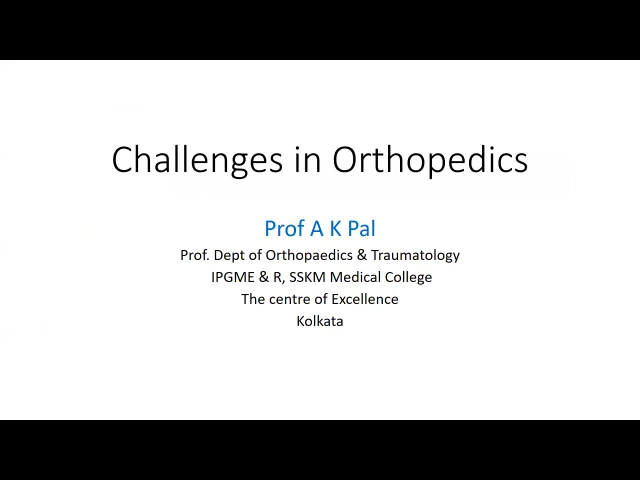 Challenges in Orthopedics
Prof A K Pal
Prof. Dept of Orthopaedics & Traumatology
IPGME & R, SSKM Medical College
The centre of Excellence
Kolkata